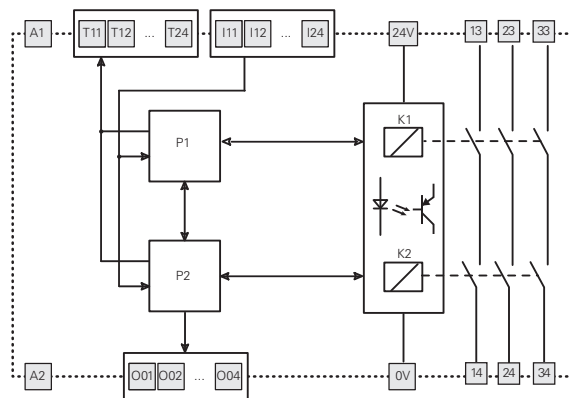 A1 T11 T12 ... T24 I11 I12 ... I24 24V 13 23 33
K1
P1
K2
P2
A2 O01 O02 ... O04 0V 14 24 34